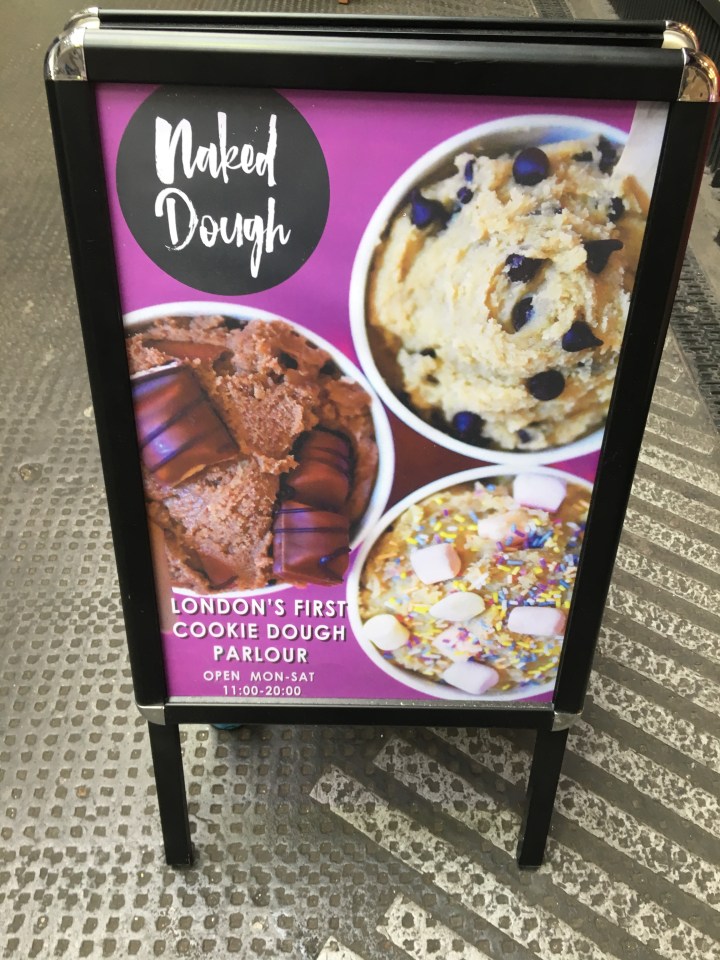 Naked
Dough
LONDON'S FIRST
COOKIE DOUGH
PARLOUR
OPEN MON-SAT
11:00-20:00